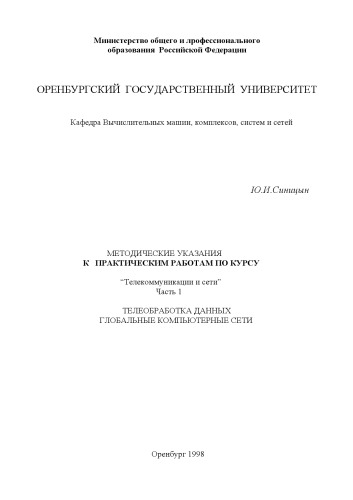 Министерство общего и лрофессионального
образования Российской Федерации
ОРЕНБУРГСКИЙ ГОСУДАРСТВЕННЫЙ УНИВЕРСИТЕТ
Кафедра Вычислительных машин, комплексов, систем и сетей
Ю.И.Синицын
МЕТОДИЧЕСКИЕ УКАЗАНИЯ
К ПРАКТИЧЕСКИМ РАБОТАМ ПО КУРСУ
“Телекоммуникации и сети”
Часть 1
ТЕЛЕОБРАБОТКА ДАННЫХ
ГЛОБАЛЬНЫЕ КОМПЬЮТЕРНЫЕ СЕТИ
Оренбург 1998